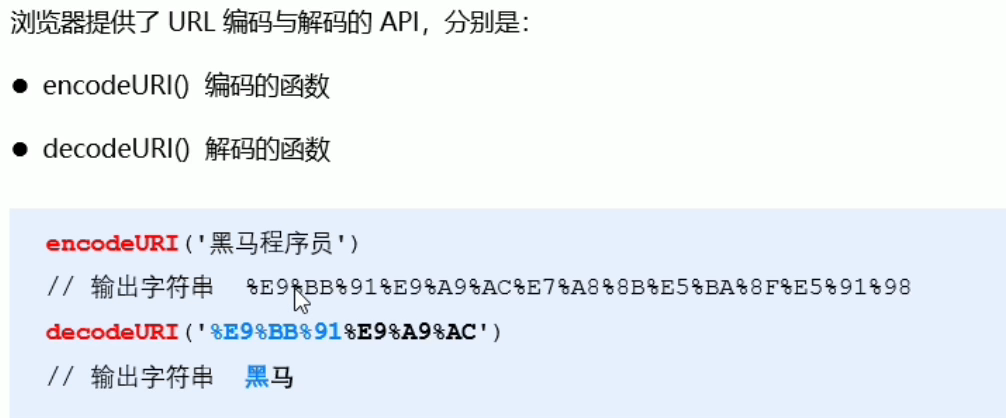 浏览器提供了 URL 编码与解码的 API，分别是：
● encodeURI() 编码的函数
● decodeURI() 解码的函数
encodeURI('黑马程序员')
// 输出字符串 %E9%BB%91%E9%A9%AC%E7%A8%8B%E5%BA%8F%E5%91%98
decodeURI('%E9%BB%91%E9%A9%AC')
// 输出字符串 黑马